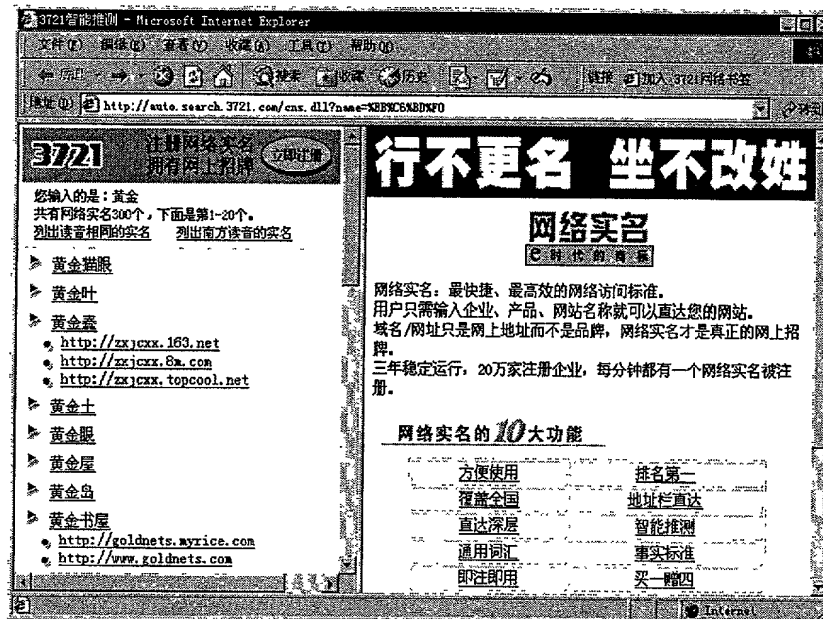 3721智能推测 - Microsoft Internet Explorer
文件(F) 编辑(E) 查看(V) 收藏(A) 工具(T) 帮助(H)
后退 搜索 收藏 历史 链接 加入-3721网络书签
地址(D) http://auto.search.3721.com/cns.dll?name=%BB%C6%BD%F0 转到
3721 注册网络实名 拥有网上招牌 立即注册
您输入的是:黄金
共有网络实名300个,下面是第1-20个。
列出读音相同的实名 列出南方读音的实名
黄金猫眼
黄金叶
黄金囊
http://zxjcxx.163.net
http://zxjcxx.8m.com
http://zxjcxx.topcool.net
黄金土
黄金眼
黄金屋
黄金岛
黄金书屋
http://goldnets.myrice.com
http://www.goldnets.com
行不更名 坐不改姓
网络实名
e时代的商标
网络实名:最快捷、最高效的网络访问标准。
用户只需输入企业、产品、网站名称就可以直达您的网站。
域名/网址只是网上地址而不是品牌,网络实名才是真正的网上招
牌。
三年稳定运行,20万家注册企业,每分钟都有一个网络实名被注
册。
网络实名的10大功能
方便使用 排名第一
覆盖全国 地址栏直达
直达深层 智能推测
通用词汇 事实标准
即注即用 买一赠四
Internet